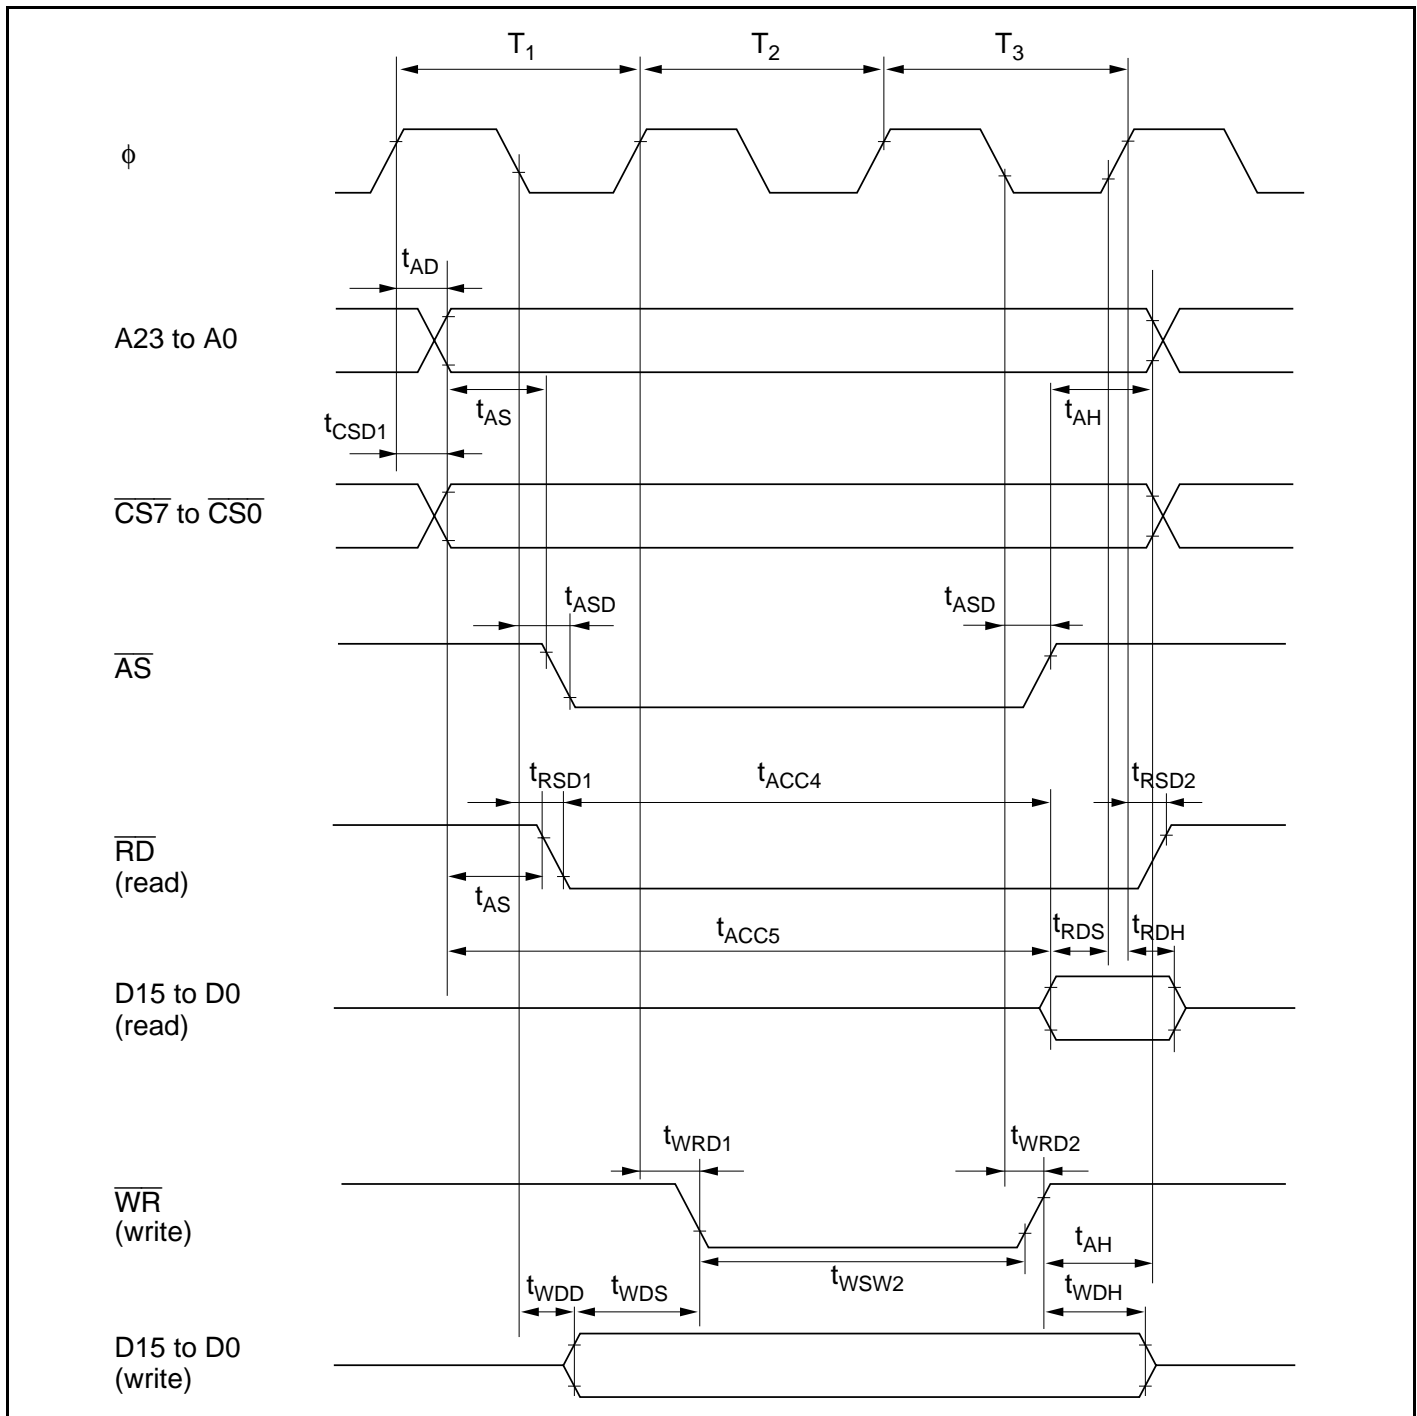 T1 T2 T3
φ
tAD
A23 to A0
tAS tAH
tCSD1
CS7 to CS0
tASD tASD
AS
tRSD1 tACC4 tRSD2
RD
(read)
tAS
tACC5 tRDS tRDH
D15 to D0
(read)
tWRD1 tWRD2
WR
(write)
tAH
tWSW2
tWDD tWDS tWDH
D15 to D0
(write)